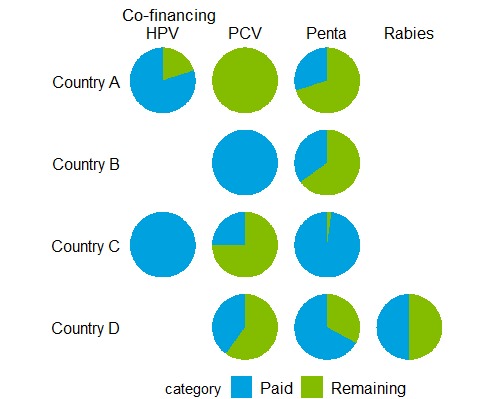 Co-financing
HPV PCV Penta Rabies
Country A
Country B
Country C
Country D
category Paid Remaining